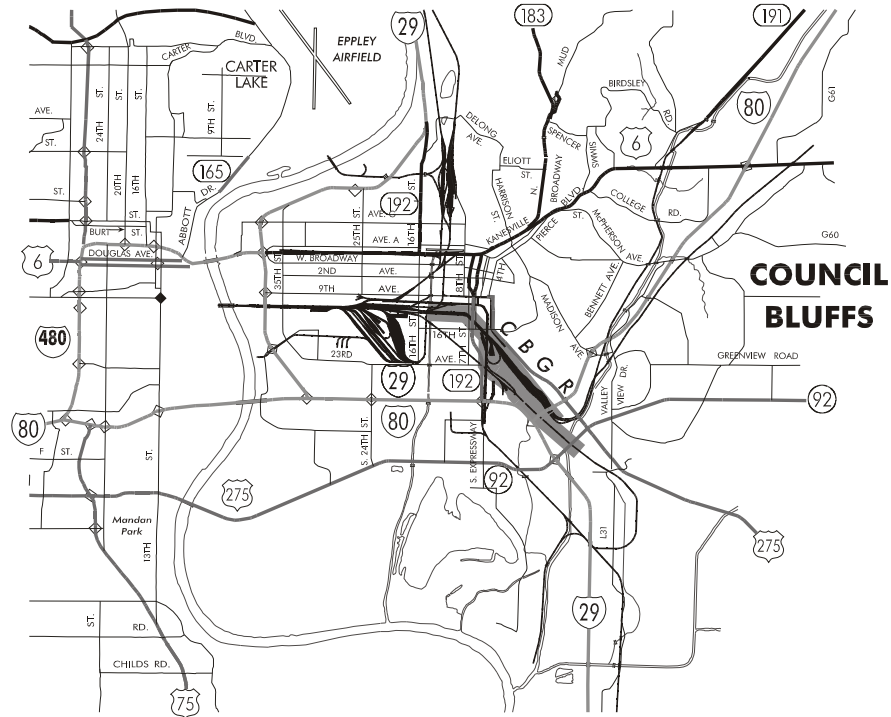 183
191
29
BLVD
CARTER
EPPLEY
AIRFIELD
CARTER
LAKE
MUD
BIRDSLEY
RD.
80
G61
24TH ST.
20TH ST.
16TH ST.
9TH ST.
AVE.
ST.
DELONG
AVE.
SPENCER
SIMMS
6
ELIOTT
ST.
N. BROADWAY
165
DR.
ABBOTT
HARRISON
ST.
COLLEGE
RD.
192
ST.
ST.
BURT
ST.
DOUGLAS AVE.
6
25TH ST.
AVE. G
AVE. A
16TH ST.
KANESVILLE
BLVD
PIERCE
ST.
McPHERSON
AVE.
G60
35TH ST.
W. BROADWAY
2ND AVE.
9TH AVE.
8TH ST.
4TH
MADISON
AVE.
BENNETT AVE.
COUNCIL
BLUFFS
480
23RD
AVE.
16TH ST.
16TH
7TH ST.
C B G R
GREENVIEW ROAD
29
192
VALLEY
VIEW DR.
92
80
80
F ST.
ST.
S. 24TH ST.
S. EXPRESSWAY
92
275
Mandan
Park
13TH
L31
275
29
ST.
RD.
CHILDS RD.
75